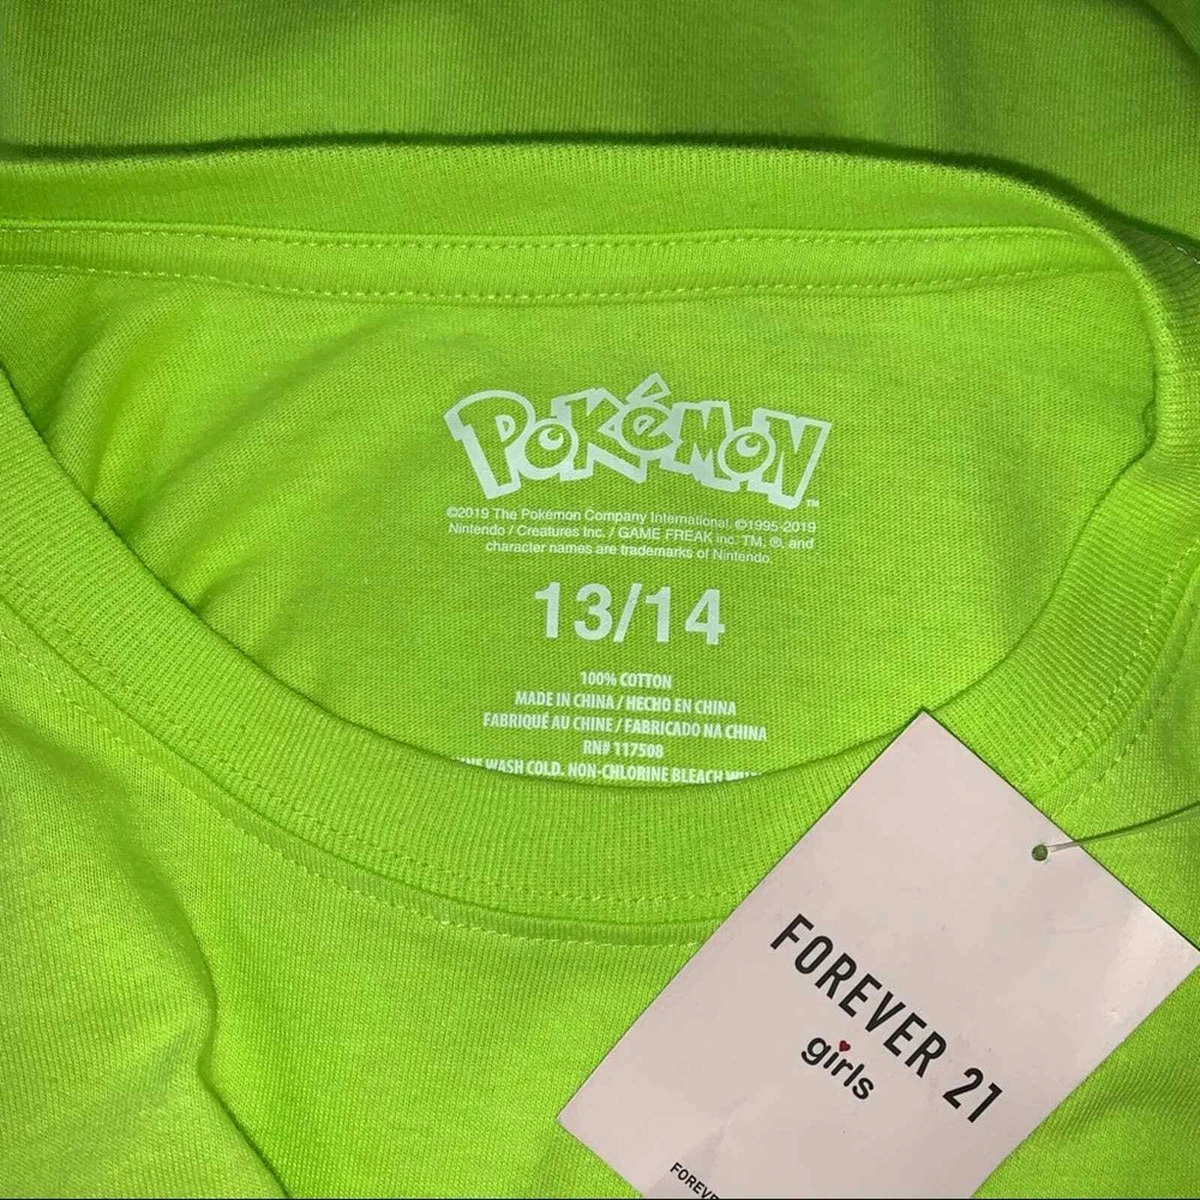 POKéMON™
©2019 The Pokémon Company International. ©1995-2019
Nintendo / Creatures Inc. / GAME FREAK inc. TM, ®, and
character names are trademarks of Nintendo.
13/14
100% COTTON
MADE IN CHINA / HECHO EN CHINA
FABRIQUÉ AU CHINE / FABRICADO NA CHINA
RN# 117508
WASH COLD. NON-CHLORINE BLEACH
FOREVER 21
girls